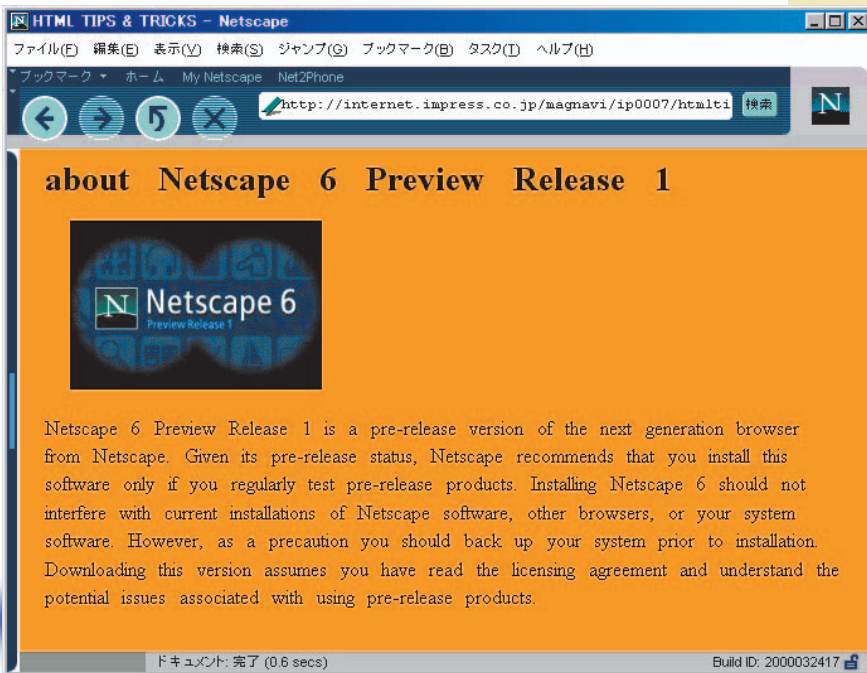 HTML TIPS & TRICKS - Netscape
ファイル(F) 編集(E) 表示(V) 検索(S) ジャンプ(G) ブックマーク(B) タスク(T) ヘルプ(H)
ブックマーク ホーム My Netscape Net2Phone
http://internet.impress.co.jp/magnavi/ip0007/htmlti 検索 N
about Netscape 6 Preview Release 1
N Netscape 6
Preview Release 1
Netscape 6 Preview Release 1 is a pre-release version of the next generation browser
from Netscape. Given its pre-release status, Netscape recommends that you install this
software only if you regularly test pre-release products. Installing Netscape 6 should not
interfere with current installations of Netscape software, other browsers, or your system
software. However, as a precaution you should back up your system prior to installation.
Downloading this version assumes you have read the licensing agreement and understand the
potential issues associated with using pre-release products.
ドキュメント: 完了 (0.6 secs) Build ID: 2000032417